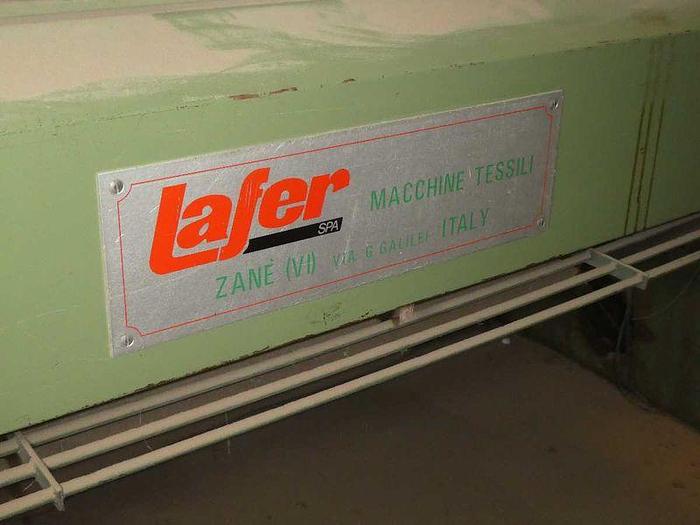 Lafer SPA MACCHINE TESSILI
ZANÈ (VI) VIA G GALILEI ITALY